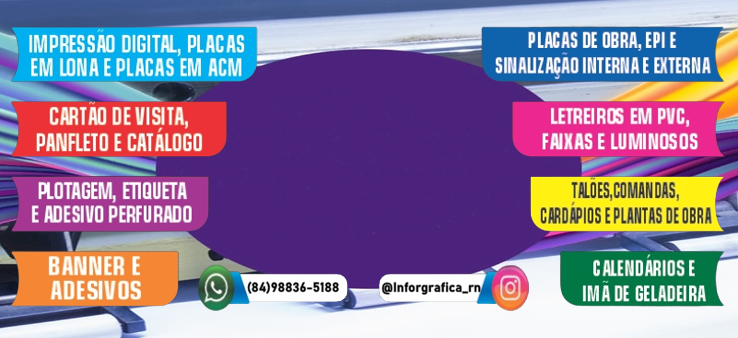 IMPRESSÃO DIGITAL, PLACAS
EM LONA E PLACAS EM ACM
CARTÃO DE VISITA,
PANFLETO E CATÁLOGO
PLOTAGEM, ETIQUETA
E ADESIVO PERFURADO
BANNER E
ADESIVOS
PLACAS DE OBRA, EPI E
SINALIZAÇÃO INTERNA E EXTERNA
LETREIROS EM PVC,
FAIXAS E LUMINOSOS
TALÕES,COMANDAS,
CARDÁPIOS E PLANTAS DE OBRA
CALENDÁRIOS E
IMÃ DE GELADEIRA
(84)98836-5188
@Inforgrafica_rn